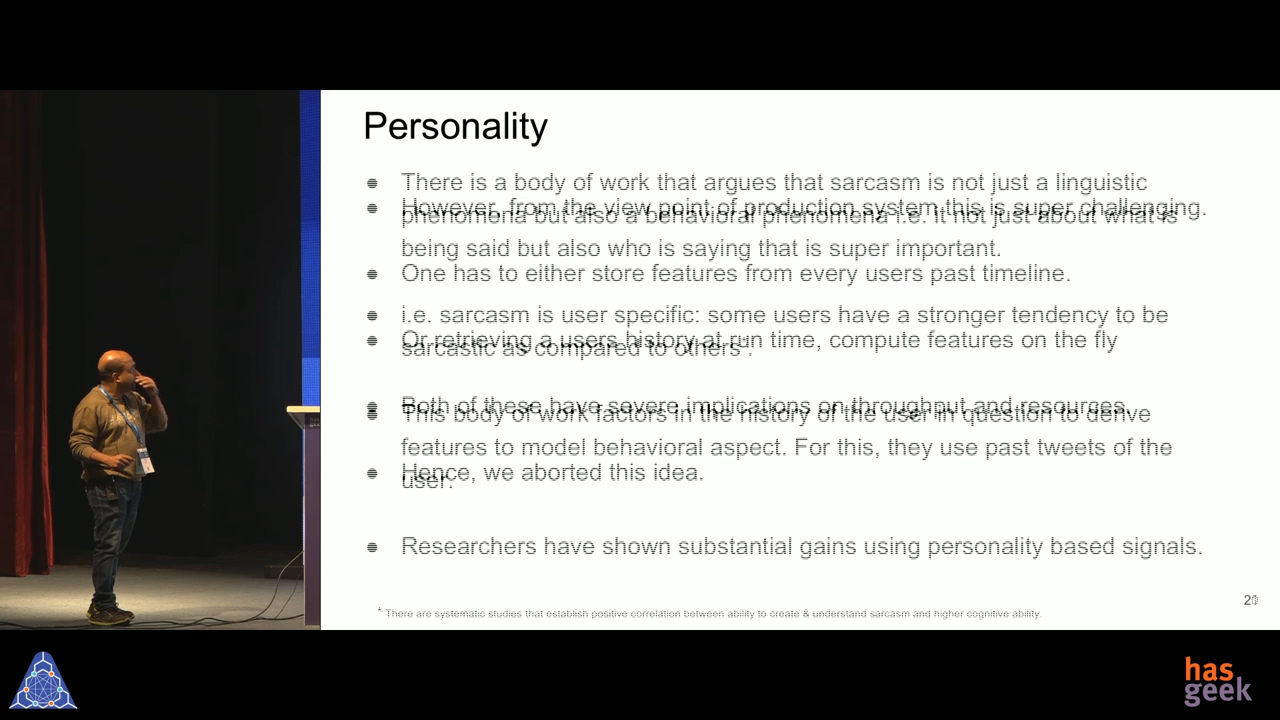 Personality
There is a body of work that argues that sarcasm is not just a linguistic
However, from the view point of production system this is super challenging.
phenomena but also a behavioral phenomena i.e. it not just about what is
being said but also who is saying that is super important.
One has to either store features from every users past timeline.
i.e. sarcasm is user specific: some users have a stronger tendency to be
Or retrieving a users history at run time, compute features on the fly
sarcastic as compared to others*.
Both of these have severe implications on throughput and resources.
This body of work factors in the history of the user in question to derive
features to model behavioral aspect. For this, they use past tweets of the
Hence, we aborted this idea.
user.
Researchers have shown substantial gains using personality based signals.
* There are systematic studies that establish positive correlation between ability to create & understand sarcasm and higher cognitive ability.
has
geek